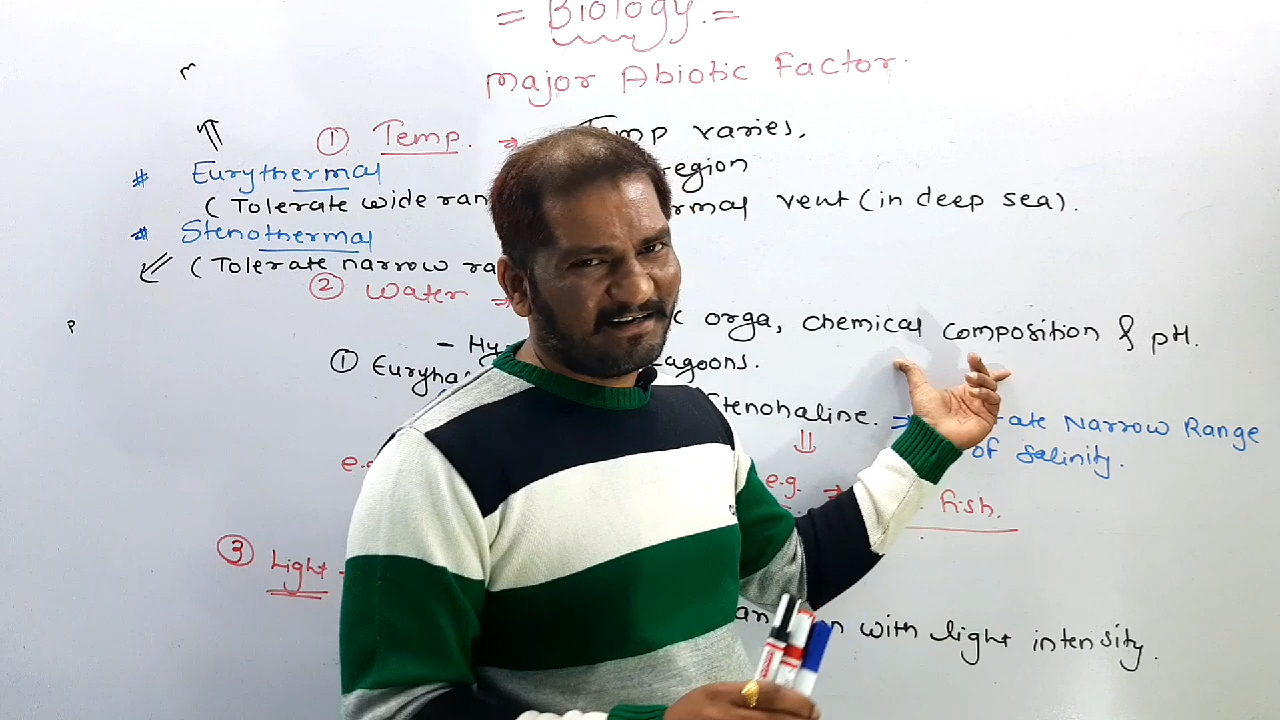 = Biology. =
Major Abiotic Factor.
① Temp. ⇒ Temp varies,
# Eurythermal region
( Tolerate wide ran rmal vent (in deep sea).
# Stenothermal
( Tolerate narrow ra
② Water ⇒ c orga, chemical composition & pH.
- Hy agoons.
① Euryha Stenohaline. ⇒ ate Narrow Range
of Salinity.
e.g. ⇒ fish.
③ Light
n with light intensity.